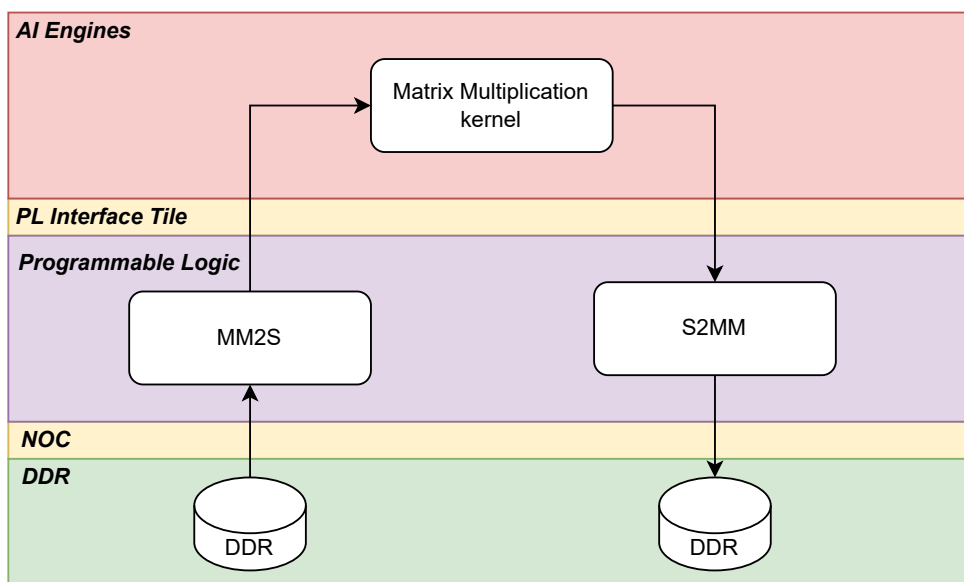 AI Engines
Matrix Multiplication
kernel
PL Interface Tile
Programmable Logic
MM2S
S2MM
NOC
DDR
DDR
DDR